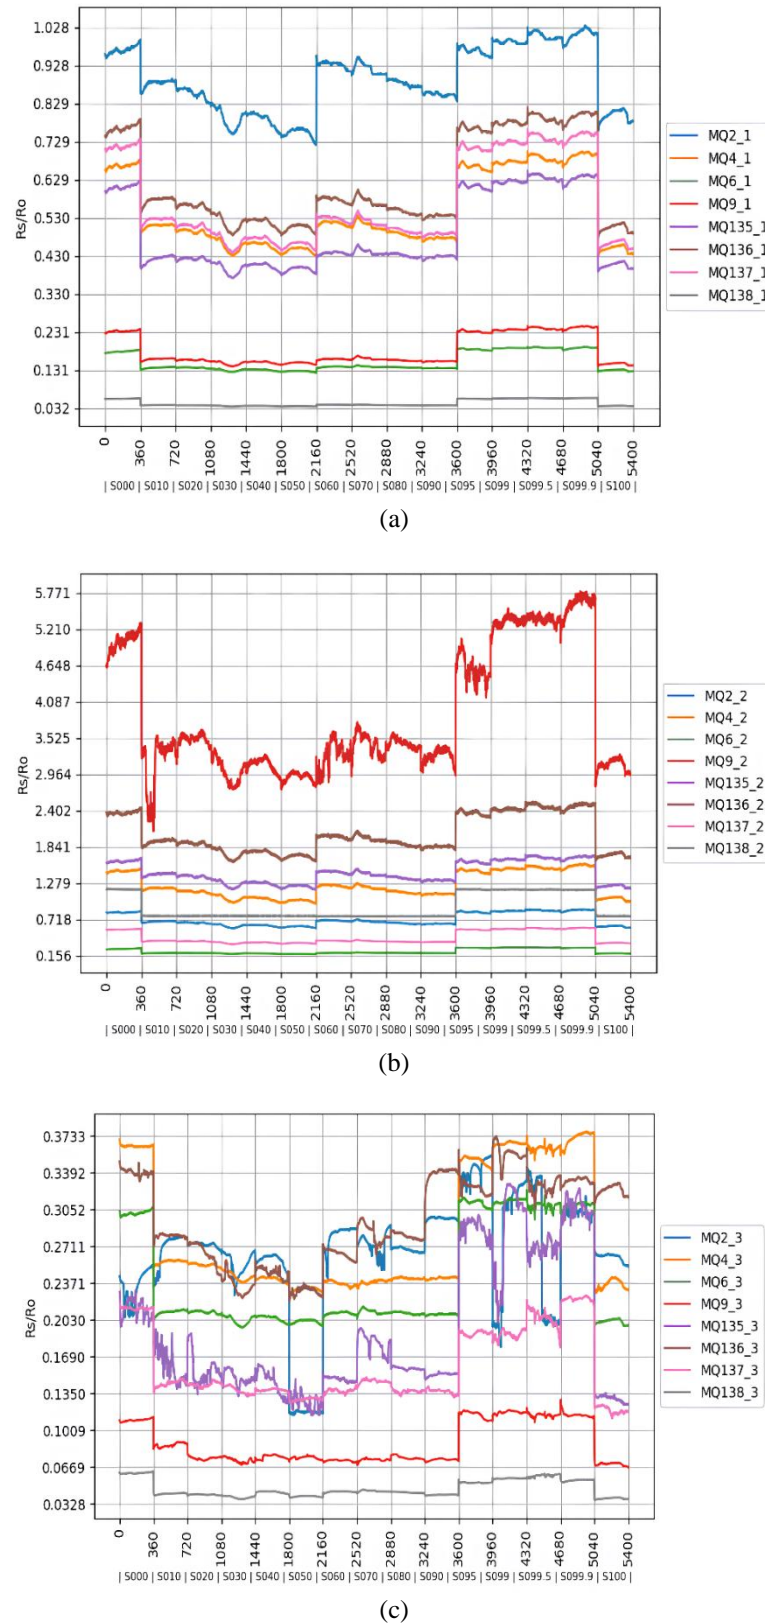 1.028
0.928
0.829
0.729
0.629
0.530
0.430
0.330
0.231
0.131
0.032
Rs/Ro
MQ2_1
MQ4_1
MQ6_1
MQ9_1
MQ135_1
MQ136_1
MQ137_1
MQ138_1
0 360 720 1080 1440 1800 2160 2520 2880 3240 3600 3960 4320 4680 5040 5400
| S000 | S010 | S020 | S030 | S040 | S050 | S060 | S070 | S080 | S090 | S095 | S099 | S099.5 | S099.9 | S100 |
(a)
5.771
5.210
4.648
4.087
3.525
2.964
2.402
1.841
1.279
0.718
0.156
Rs/Ro
MQ2_2
MQ4_2
MQ6_2
MQ9_2
MQ135_2
MQ136_2
MQ137_2
MQ138_2
0 360 720 1080 1440 1800 2160 2520 2880 3240 3600 3960 4320 4680 5040 5400
| S000 | S010 | S020 | S030 | S040 | S050 | S060 | S070 | S080 | S090 | S095 | S099 | S099.5 | S099.9 | S100 |
(b)
0.3733
0.3392
0.3052
0.2711
0.2371
0.2030
0.1690
0.1350
0.1009
0.0669
0.0328
Rs/Ro
MQ2_3
MQ4_3
MQ6_3
MQ9_3
MQ135_3
MQ136_3
MQ137_3
MQ138_3
0 360 720 1080 1440 1800 2160 2520 2880 3240 3600 3960 4320 4680 5040 5400
| S000 | S010 | S020 | S030 | S040 | S050 | S060 | S070 | S080 | S090 | S095 | S099 | S099.5 | S099.9 | S100 |
(c)